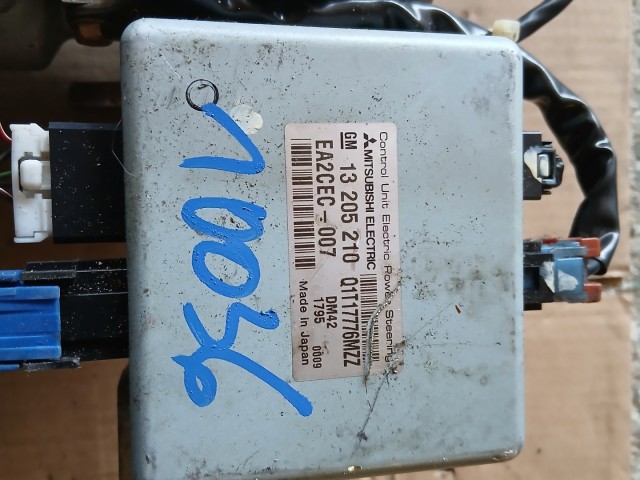 Control Unit Electric Power Steering
MITSUBISHI ELECTRIC
GM 13 205 210 Q1T17776MZZ
EA2CEC-007
DM42
1795 0009
Made in Japan